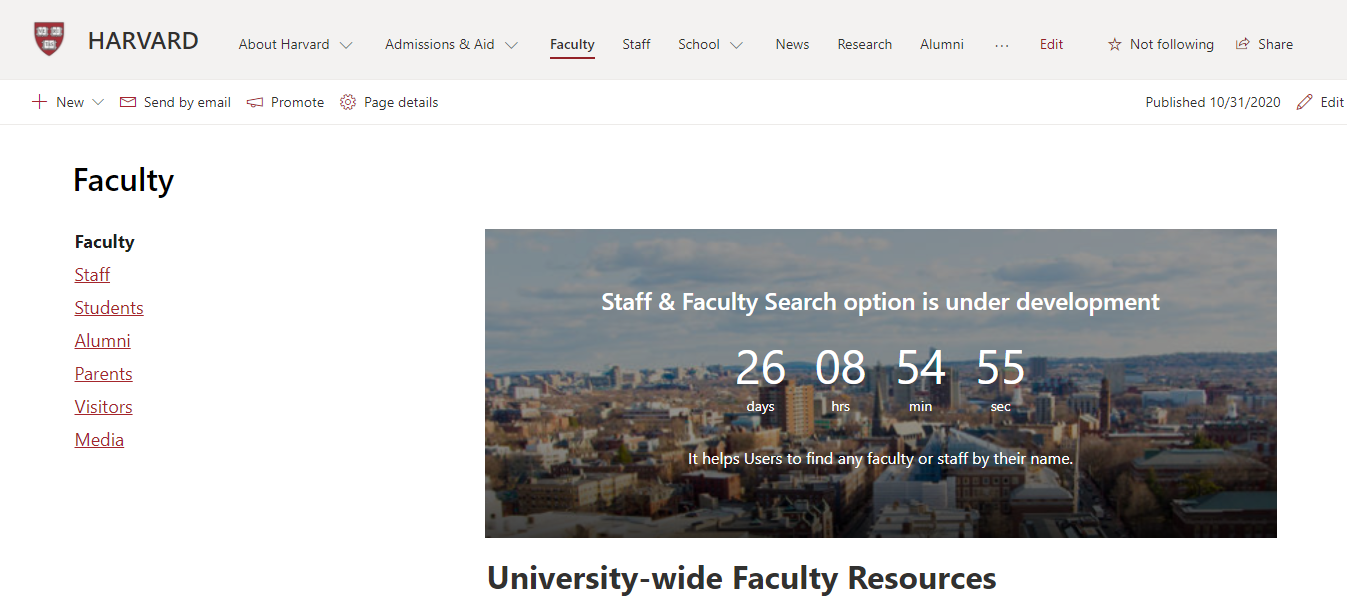 HARVARD About Harvard Admissions & Aid Faculty Staff School News Research Alumni ... Edit Not following Share
New Send by email Promote Page details Published 10/31/2020 Edit
Faculty
Faculty
Staff
Students
Alumni
Parents
Visitors
Media
Staff & Faculty Search option is under development
26 08 54 55
days hrs min sec
It helps Users to find any faculty or staff by their name.
University-wide Faculty Resources